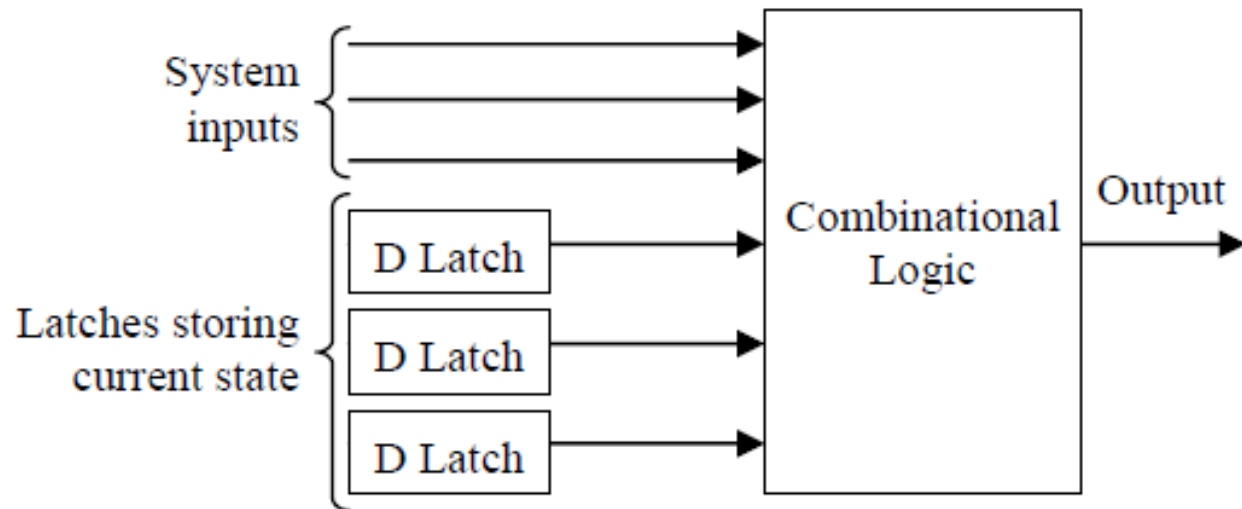 System
inputs
Latches storing
current state
D Latch
D Latch
D Latch
Combinational
Logic
Output